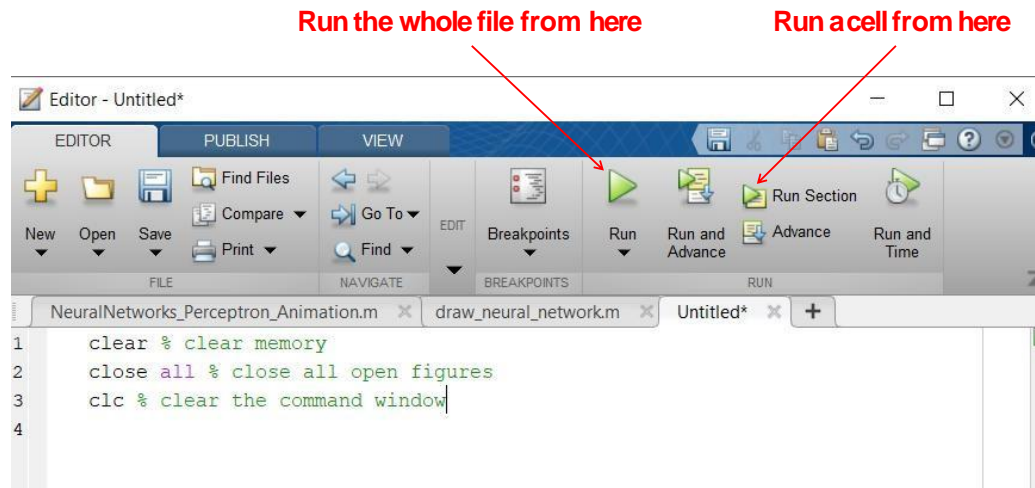 Run the whole file from here Run a cell from here
Editor - Untitled*
EDITOR PUBLISH VIEW
Find Files
Compare
Print
New Open Save
Go To
Find
EDIT
Breakpoints
Run
Run and Advance
Run Section
Advance
Run and Time
FILE NAVIGATE BREAKPOINTS RUN
NeuralNetworks_Perceptron_Animation.m draw_neural_network.m Untitled*
1 clear % clear memory
2 close all % close all open figures
3 clc % clear the command window
4